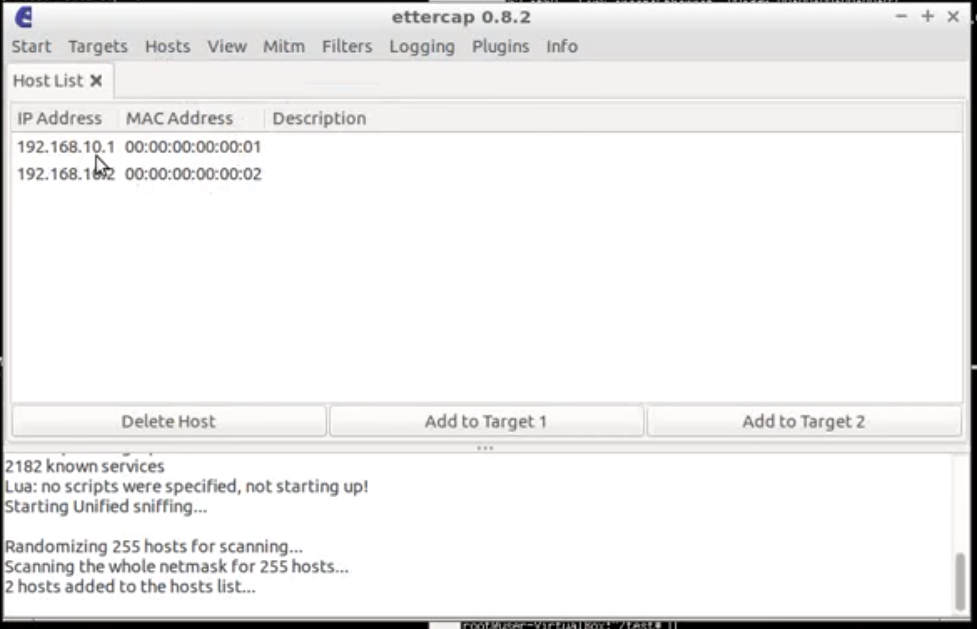 ettercap 0.8.2
Start Targets Hosts View Mitm Filters Logging Plugins Info
Host List
IP Address MAC Address Description
192.168.10.1 00:00:00:00:00:01
192.168.10.2 00:00:00:00:00:02
Delete Host Add to Target 1 Add to Target 2
2182 known services
Lua: no scripts were specified, not starting up!
Starting Unified sniffing...
Randomizing 255 hosts for scanning...
Scanning the whole netmask for 255 hosts...
2 hosts added to the hosts list...
root@user-VirtualBox:~/test#